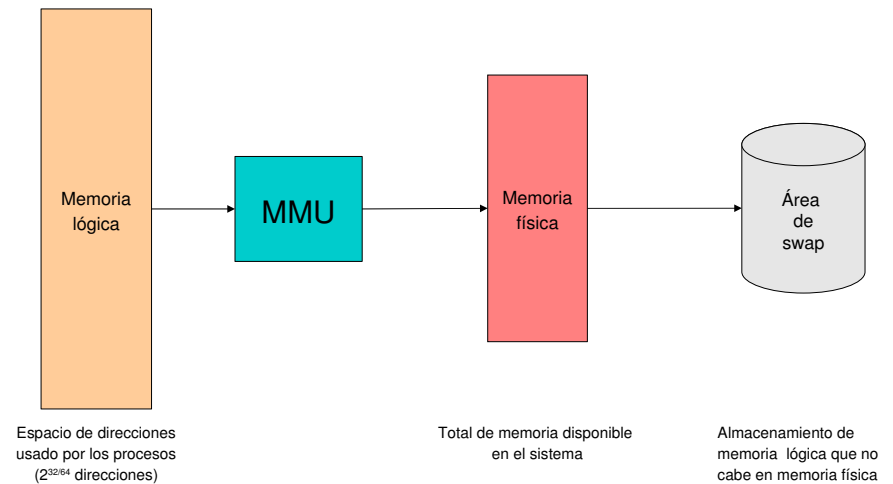 Memoria
lógica
MMU
Memoria
física
Área
de
swap
Espacio de direcciones
usado por los procesos
(2^32/64 direcciones)
Total de memoria disponible
en el sistema
Almacenamiento de
memoria lógica que no
cabe en memoria física